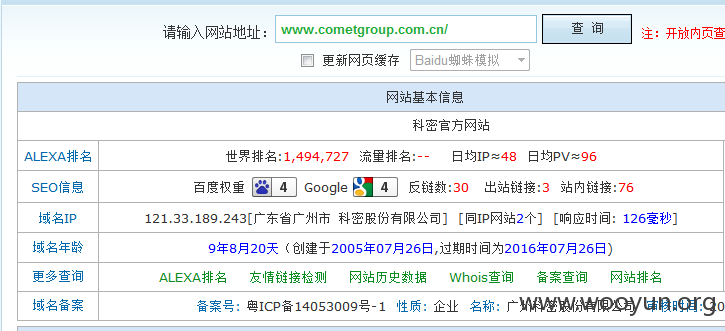 请输入网站地址： www.cometgroup.com.cn/ 查 询 注：开放内页查
更新网页缓存 Baidu蜘蛛模拟
网站基本信息
科密官方网站
ALEXA排名 世界排名:1,494,727 流量排名:-- 日均IP≈48 日均PV≈96
SEO信息 百度权重 4 Google 4 反链数:30 出站链接:3 站内链接:76
域名IP 121.33.189.243[广东省广州市 科密股份有限公司] [同IP网站2个] [响应时间: 126毫秒]
域名年龄 9年8月20天（创建于2005年07月26日,过期时间为2016年07月26日)
更多查询 ALEXA排名 友情链接检测 网站历史数据 Whois查询 备案查询 网站排名
域名备案 备案号: 粤ICP备14053009号-1 性质: 企业 名称: 广州科密股份有限公司 审核时间: 20
www.wooyun.org